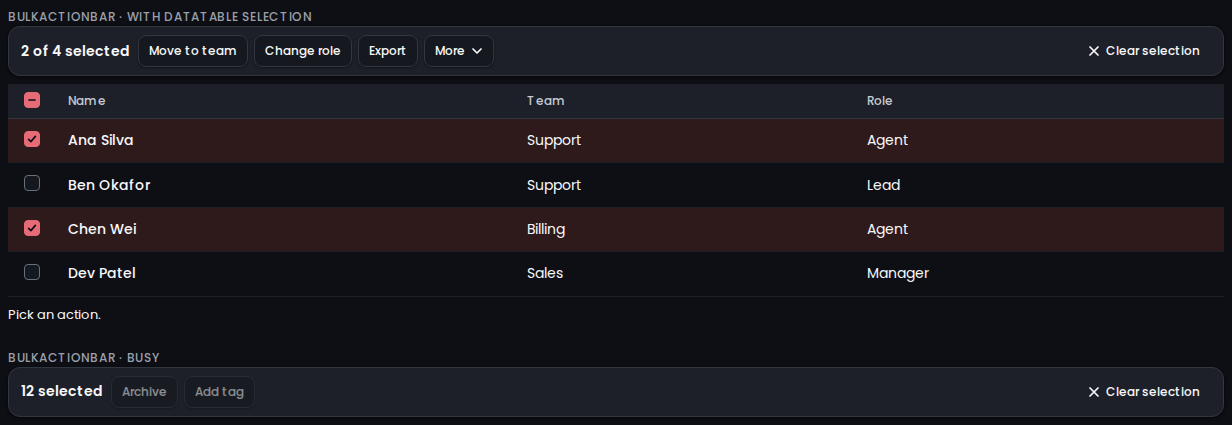 BULKACTIONBAR · WITH DATATABLE SELECTION
2 of 4 selected Move to team Change role Export More Clear selection
Name Team Role
Ana Silva Support Agent
Ben Okafor Support Lead
Chen Wei Billing Agent
Dev Patel Sales Manager
Pick an action.
BULKACTIONBAR · BUSY
12 selected Archive Add tag Clear selection